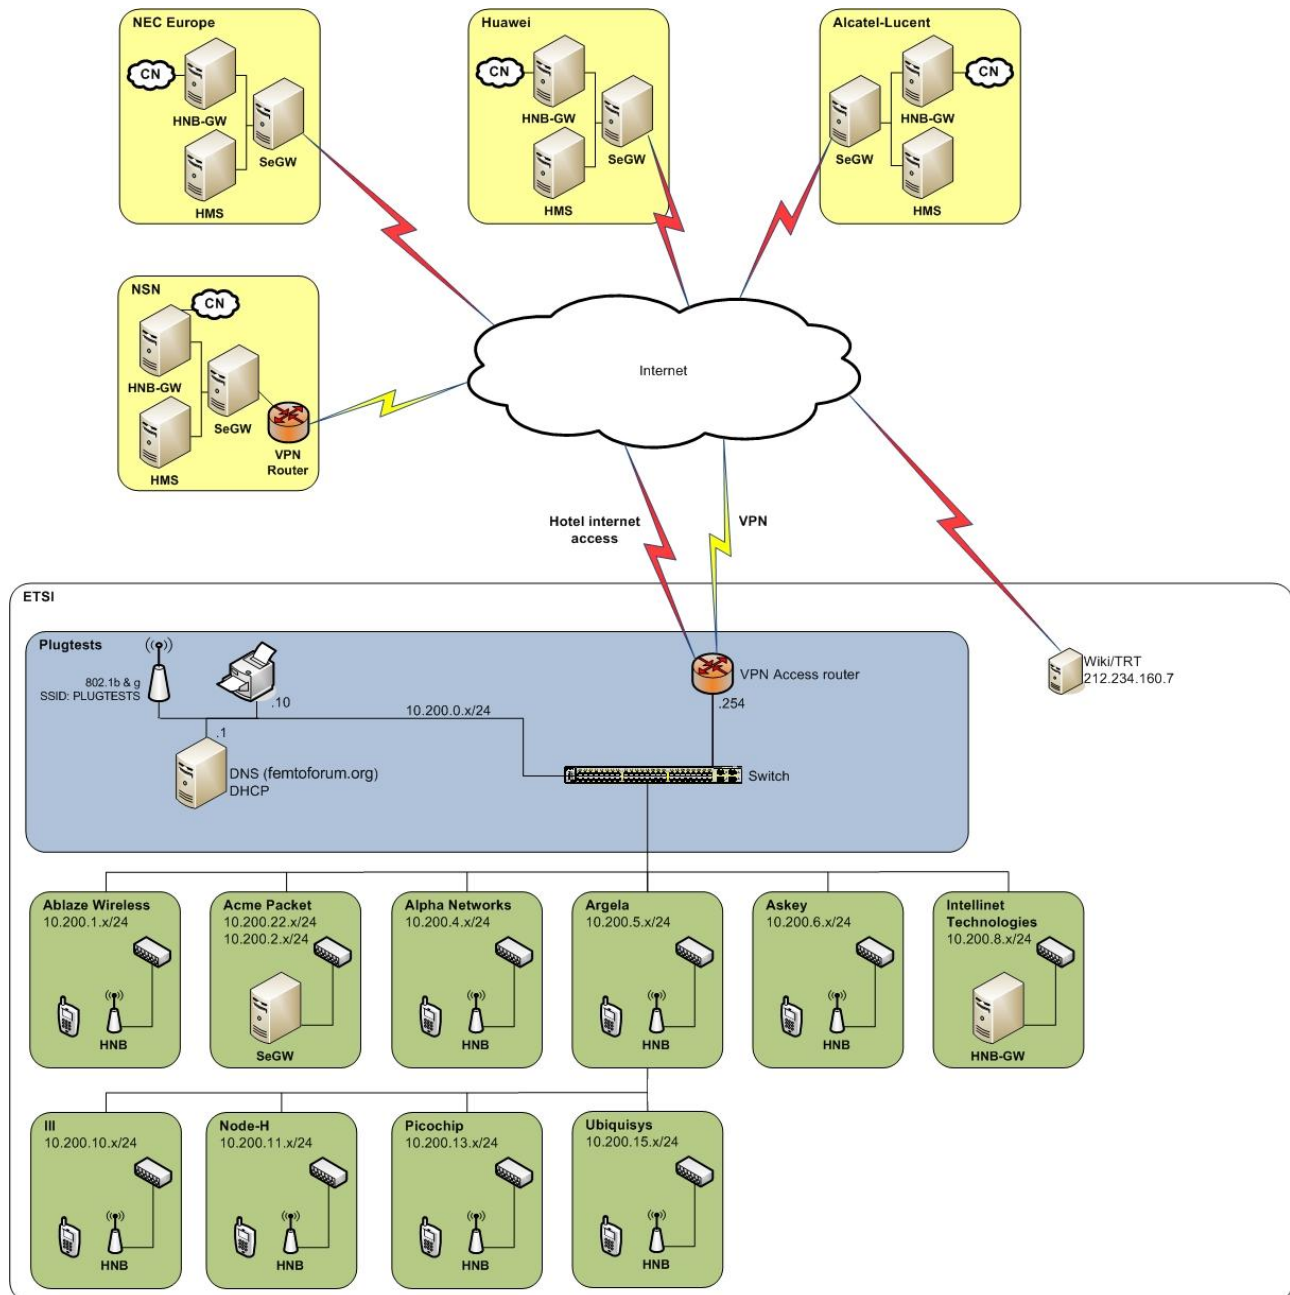 NEC Europe
CN
HNB-GW
SeGW
HMS
Huawei
CN
HNB-GW
SeGW
HMS
Alcatel-Lucent
CN
HNB-GW
SeGW
HMS
NSN
CN
HNB-GW
SeGW
HMS
VPN
Router
Internet
Hotel internet
access
VPN
ETSI
Plugtests
802.1b & g
SSID: PLUGTESTS
.10
10.200.0.x/24
.1
DNS (femtoforum.org)
DHCP
VPN Access router
.254
Switch
Wiki/TRT
212.234.160.7
Ablaze Wireless
10.200.1.x/24
HNB
Acme Packet
10.200.22.x/24
10.200.2.x/24
SeGW
Alpha Networks
10.200.4.x/24
HNB
Argela
10.200.5.x/24
HNB
Askey
10.200.6.x/24
HNB
Intellinet
Technologies
10.200.8.x/24
HNB-GW
III
10.200.10.x/24
HNB
Node-H
10.200.11.x/24
HNB
Picochip
10.200.13.x/24
HNB
Ubiquisys
10.200.15.x/24
HNB